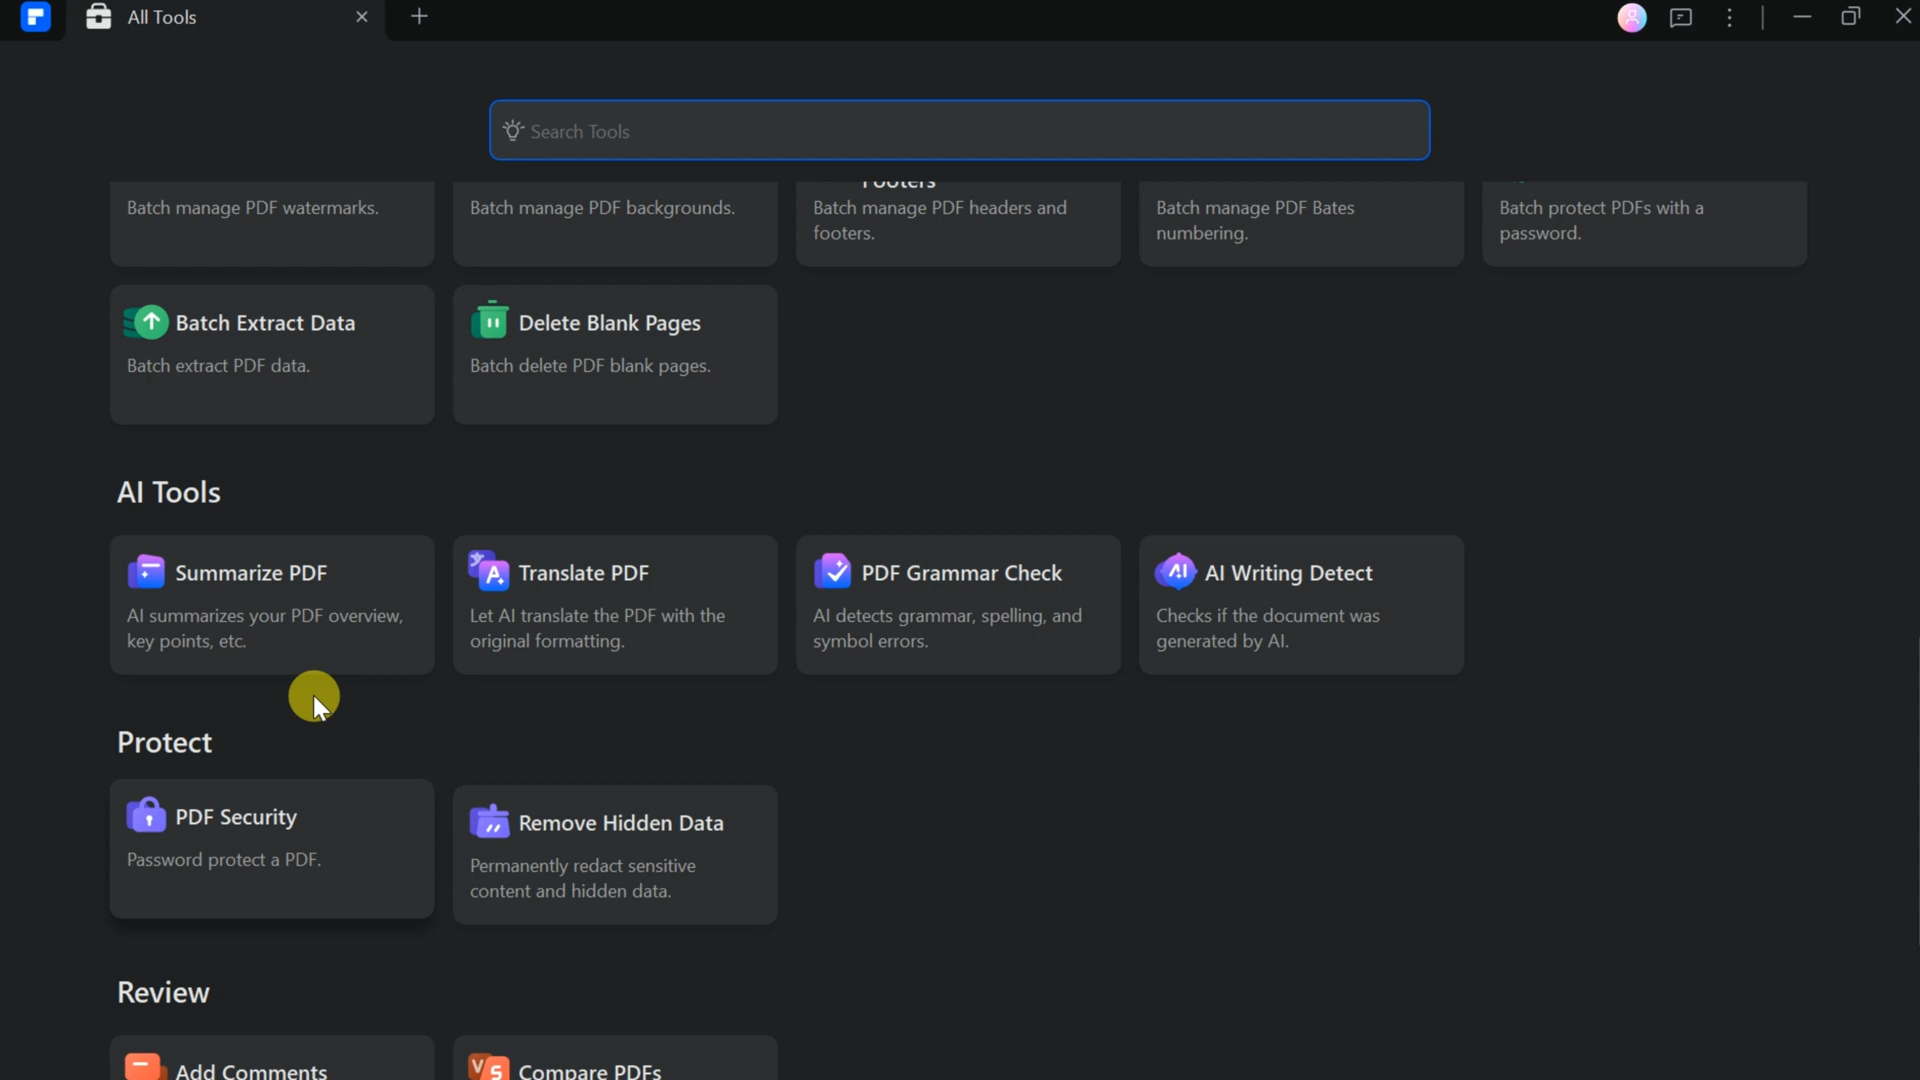 All Tools
Search Tools
Footers
Batch manage PDF watermarks.
Batch manage PDF backgrounds.
Batch manage PDF headers and
footers.
Batch manage PDF Bates
numbering.
Batch protect PDFs with a
password.
Batch Extract Data
Batch extract PDF data.
Delete Blank Pages
Batch delete PDF blank pages.
AI Tools
Summarize PDF
AI summarizes your PDF overview,
key points, etc.
Translate PDF
Let AI translate the PDF with the
original formatting.
PDF Grammar Check
AI detects grammar, spelling, and
symbol errors.
AI Writing Detect
Checks if the document was
generated by AI.
Protect
PDF Security
Password protect a PDF.
Remove Hidden Data
Permanently redact sensitive
content and hidden data.
Review
Add Comments
Compare PDFs